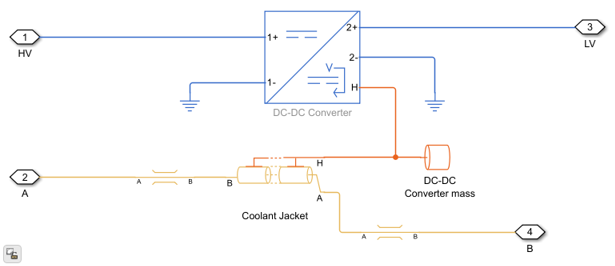 1
HV
1+
1-
2+
2-
V
H
DC-DC Converter
3
LV
2
A
A
B
B
H
A
Coolant Jacket
DC-DC
Converter mass
A
B
4
B